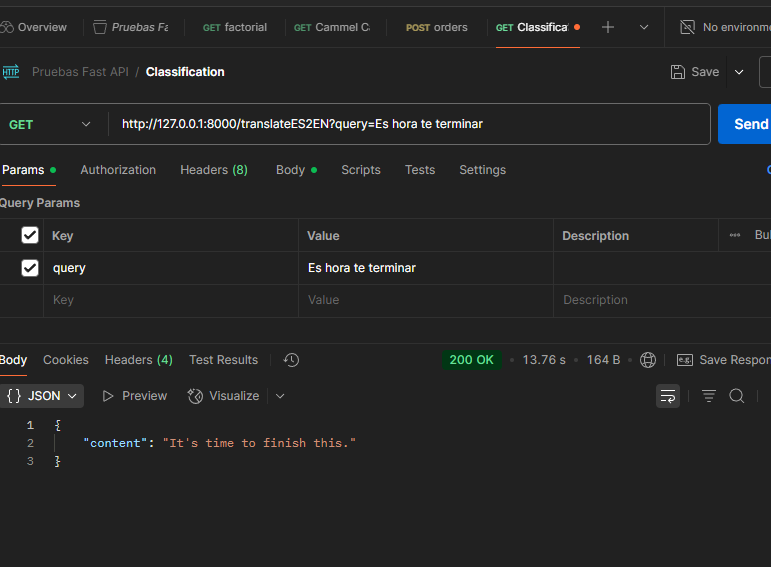 Overview Pruebas Fa GET factorial GET Cammel C POST orders GET Classifica No environme
HTTP Pruebas Fast API / Classification Save
GET http://127.0.0.1:8000/translateES2EN?query=Es hora te terminar Send
Params Authorization Headers (8) Body Scripts Tests Settings
Query Params
Key Value Description Bul
query Es hora te terminar
Key Value Description
Body Cookies Headers (4) Test Results 200 OK 13.76 s 164 B e.g. Save Respon
{} JSON Preview Visualize
1 {
2 "content": "It's time to finish this."
3 }